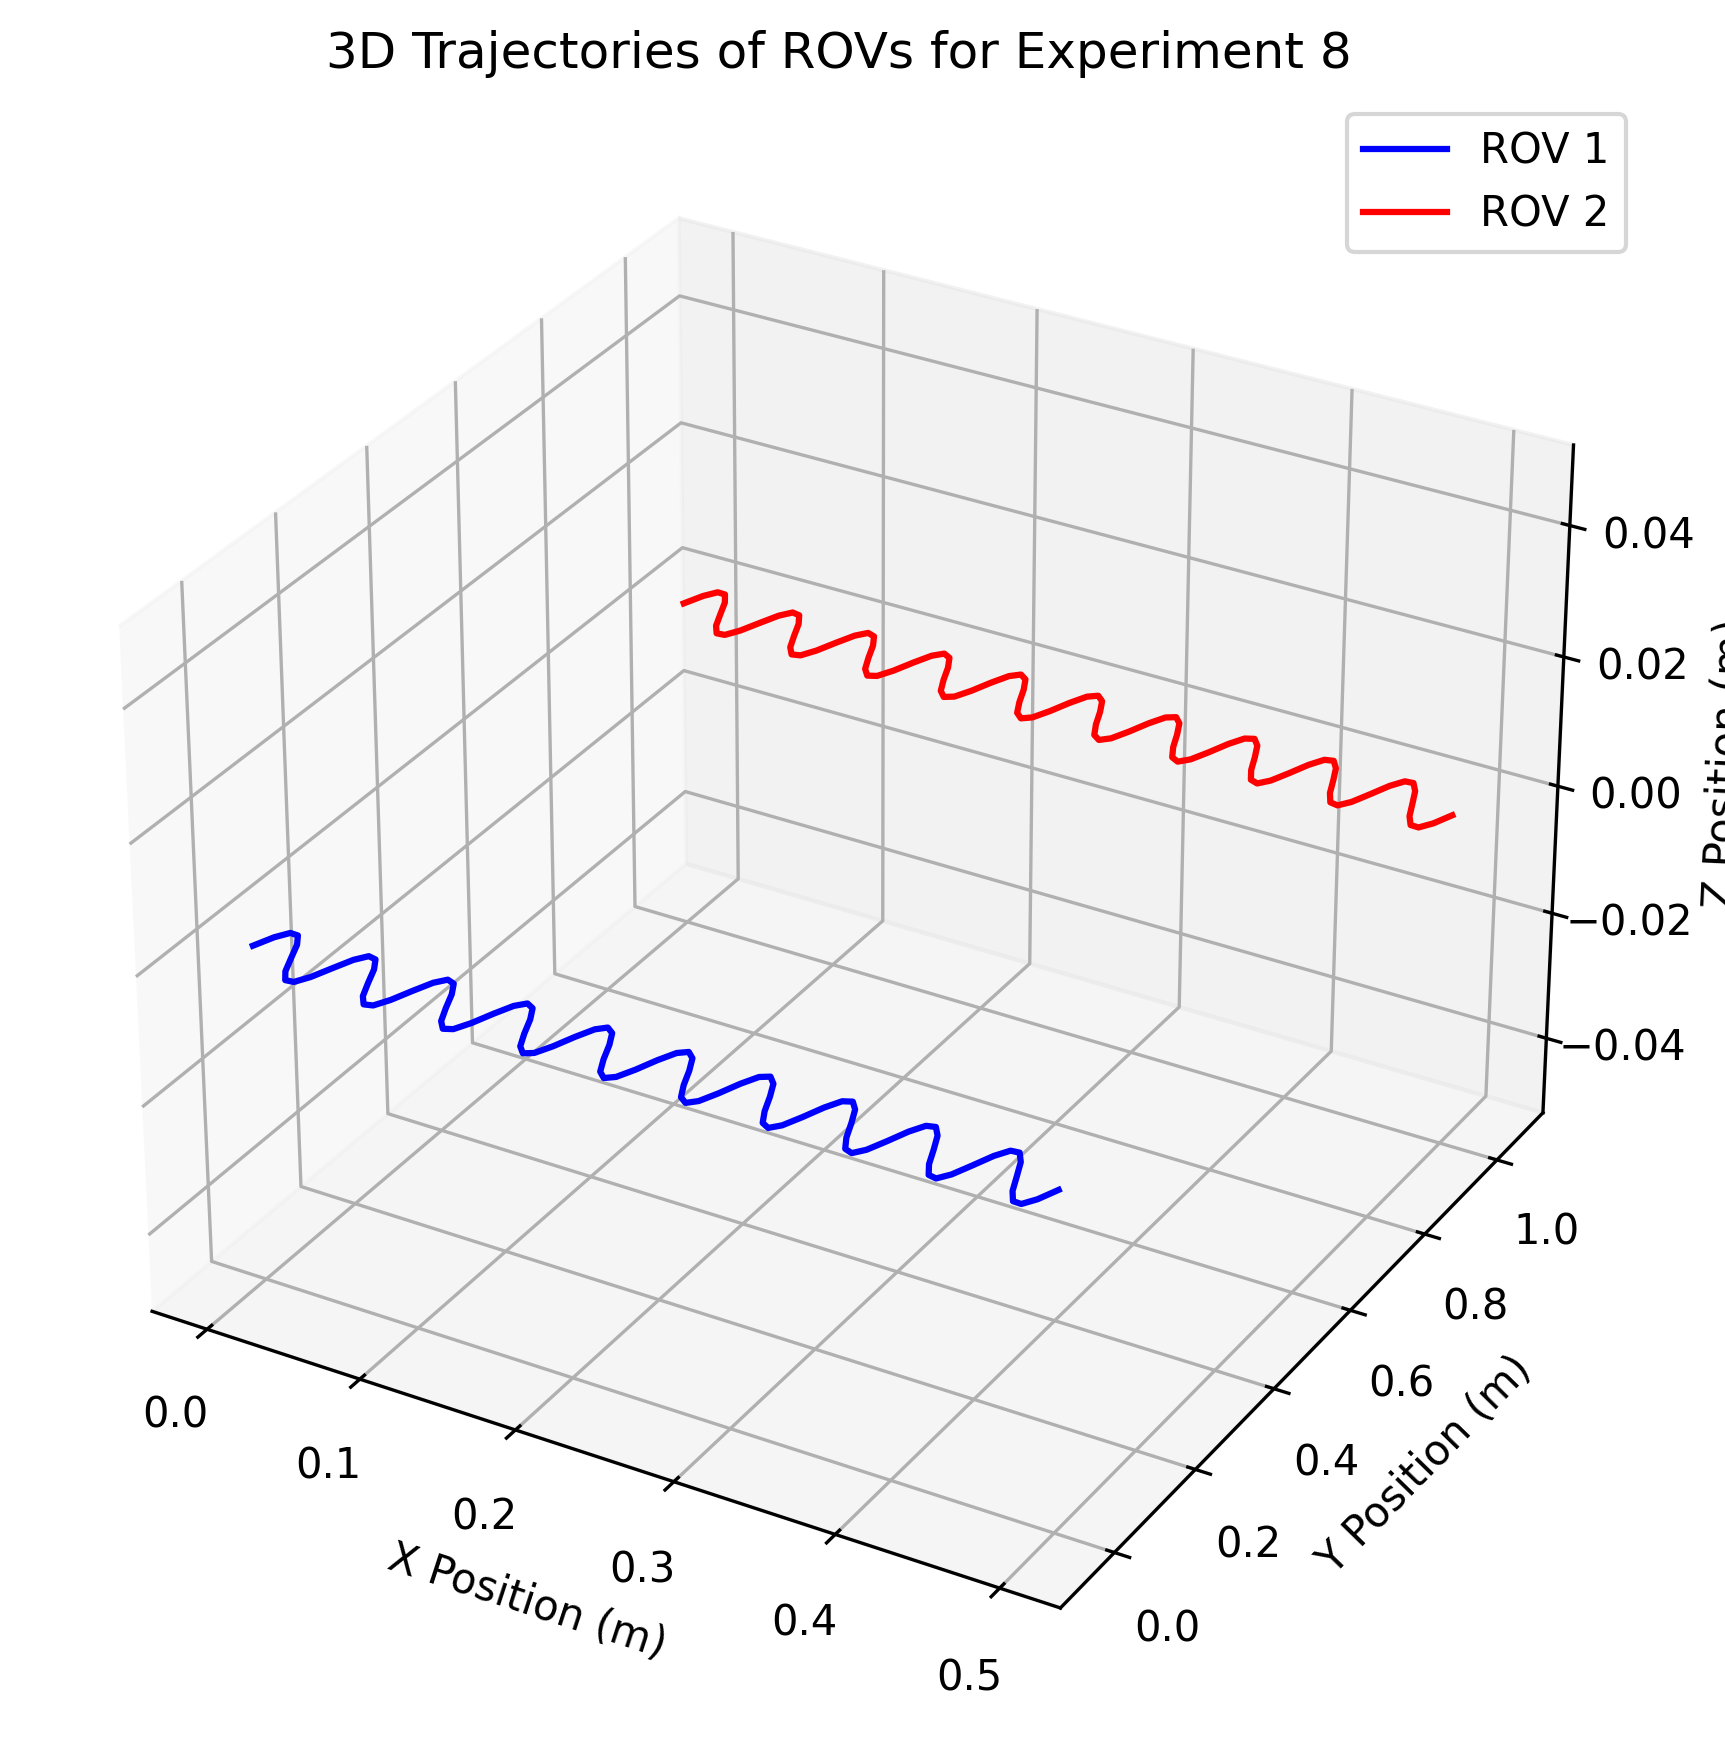 3D Trajectories of ROVs for Experiment 8
ROV 1
ROV 2
0.04
0.02
0.00
−0.02
−0.04
Z Position (m)
1.0
0.8
0.6
0.4
0.2
0.0
Y Position (m)
0.0
0.1
0.2
0.3
0.4
0.5
X Position (m)